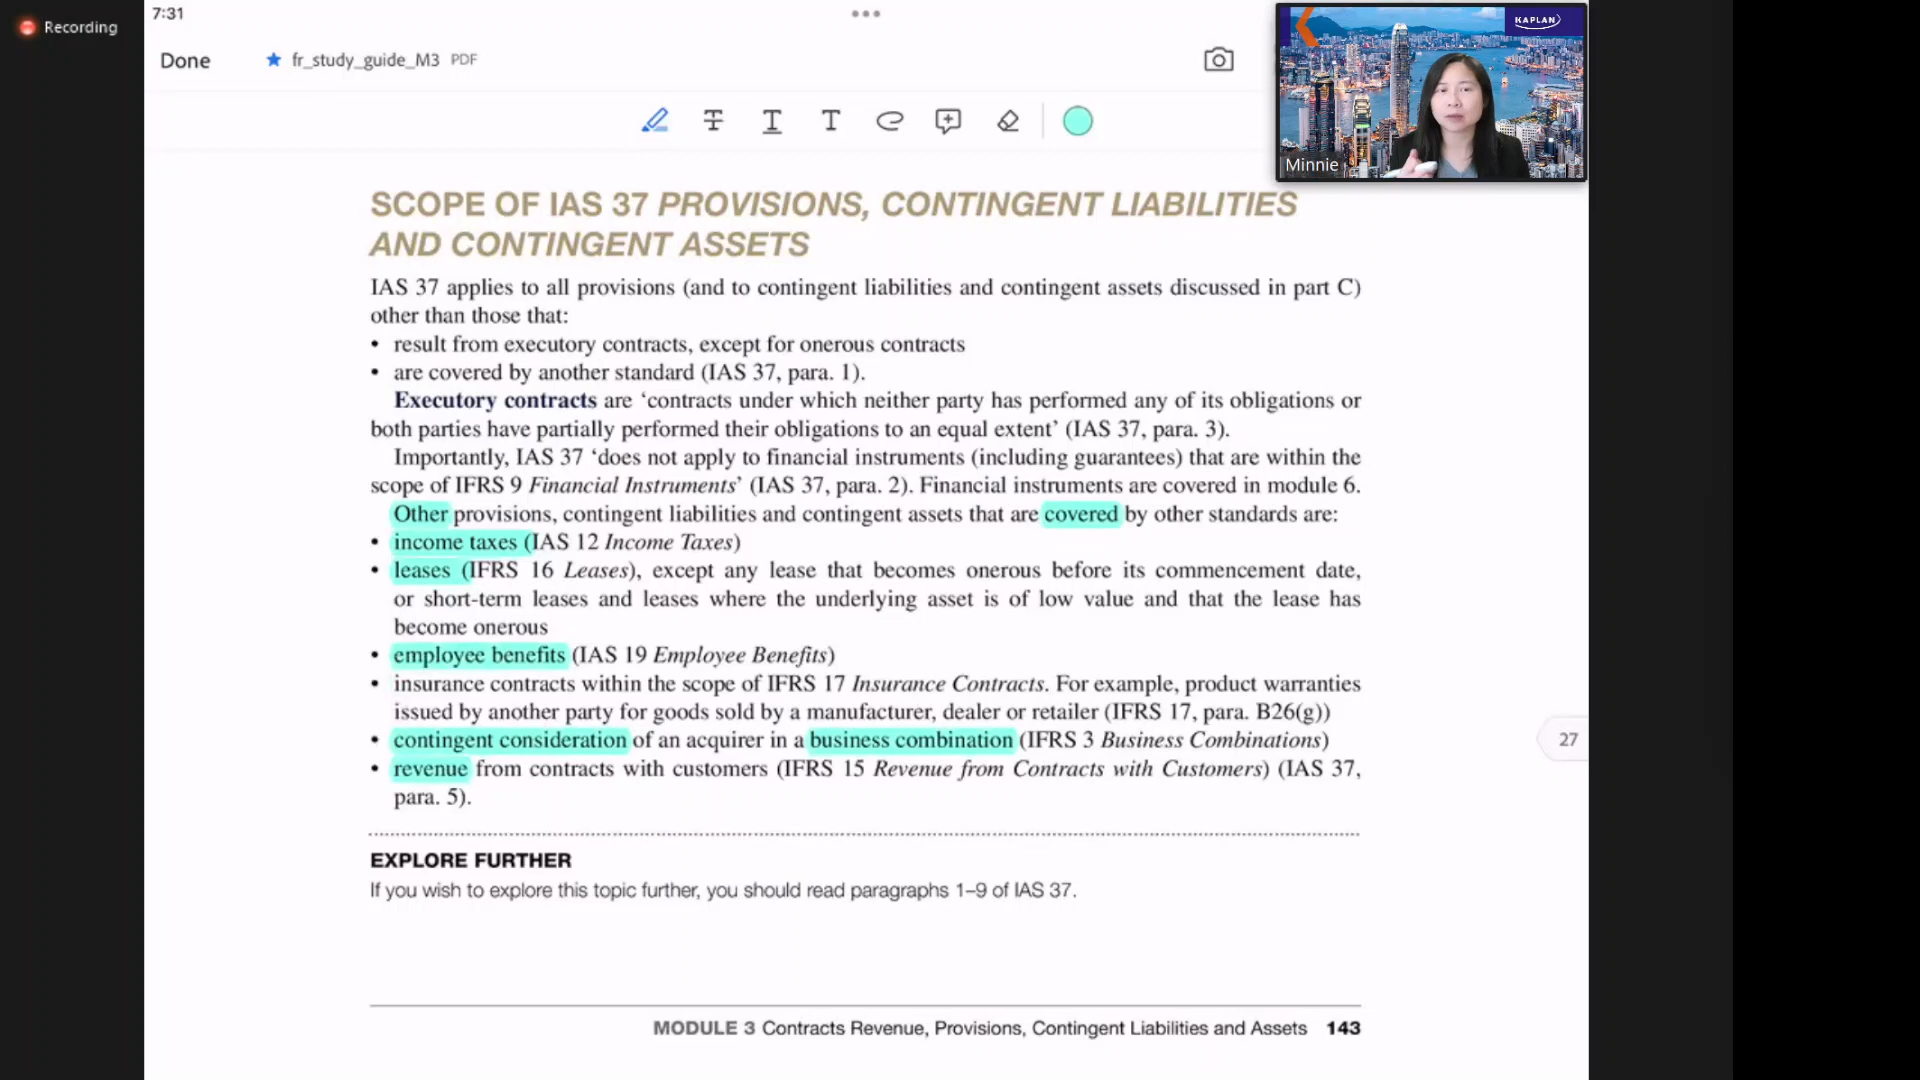 7:31
Recording
Done
fr_study_guide_M3 PDF
KAPLAN
Minnie
SCOPE OF IAS 37 PROVISIONS, CONTINGENT LIABILITIES
AND CONTINGENT ASSETS
IAS 37 applies to all provisions (and to contingent liabilities and contingent assets discussed in part C)
other than those that:
• result from executory contracts, except for onerous contracts
• are covered by another standard (IAS 37, para. 1).
Executory contracts are ‘contracts under which neither party has performed any of its obligations or
both parties have partially performed their obligations to an equal extent’ (IAS 37, para. 3).
Importantly, IAS 37 ‘does not apply to financial instruments (including guarantees) that are within the
scope of IFRS 9 Financial Instruments’ (IAS 37, para. 2). Financial instruments are covered in module 6.
Other provisions, contingent liabilities and contingent assets that are covered by other standards are:
• income taxes (IAS 12 Income Taxes)
• leases (IFRS 16 Leases), except any lease that becomes onerous before its commencement date,
or short-term leases and leases where the underlying asset is of low value and that the lease has
become onerous
• employee benefits (IAS 19 Employee Benefits)
• insurance contracts within the scope of IFRS 17 Insurance Contracts. For example, product warranties
issued by another party for goods sold by a manufacturer, dealer or retailer (IFRS 17, para. B26(g))
• contingent consideration of an acquirer in a business combination (IFRS 3 Business Combinations)
• revenue from contracts with customers (IFRS 15 Revenue from Contracts with Customers) (IAS 37,
para. 5).
27
EXPLORE FURTHER
If you wish to explore this topic further, you should read paragraphs 1–9 of IAS 37.
MODULE 3 Contracts Revenue, Provisions, Contingent Liabilities and Assets 143